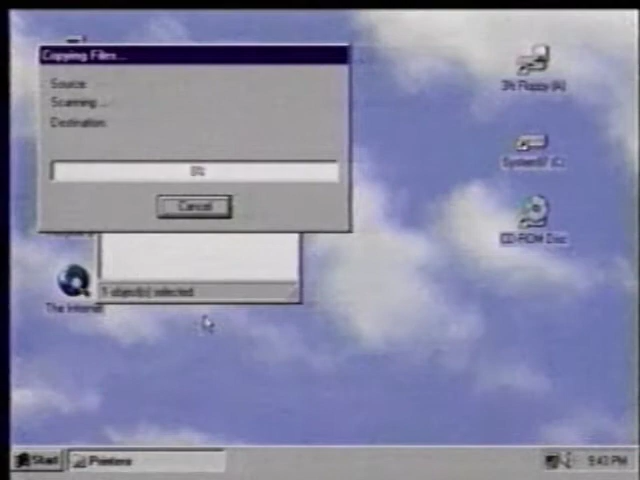 Copying Files...
Source
Scanning...
Destination
0%
Cancel
1 object(s) selected
The Internet
3½ Floppy (A:)
System97 (C:)
CD-ROM Disc
Start
Printers
9:43 PM